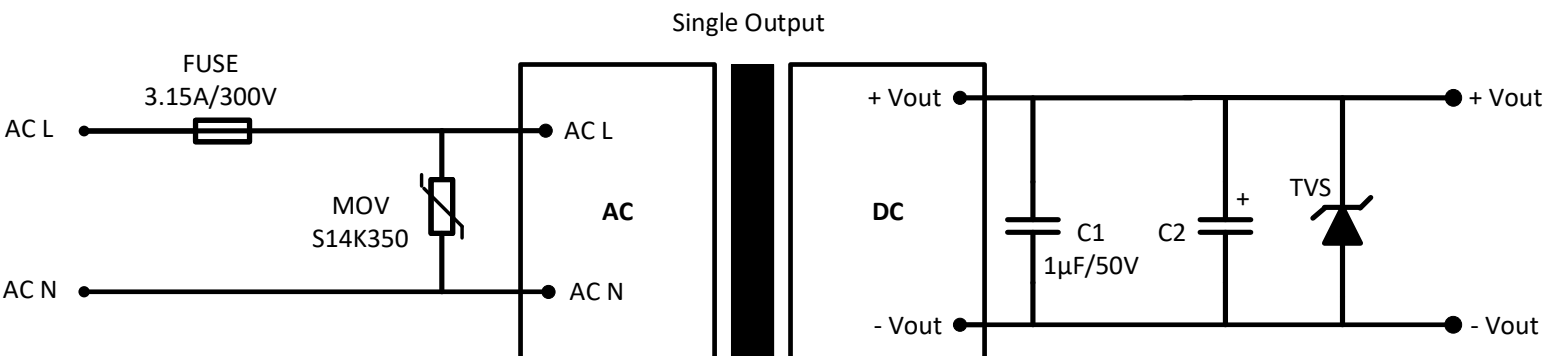 Single Output
FUSE
3.15A/300V
AC L
AC L
+ Vout
+ Vout
MOV
S14K350
AC
DC
TVS
+
C1
1µF/50V
C2
AC N
AC N
- Vout
- Vout